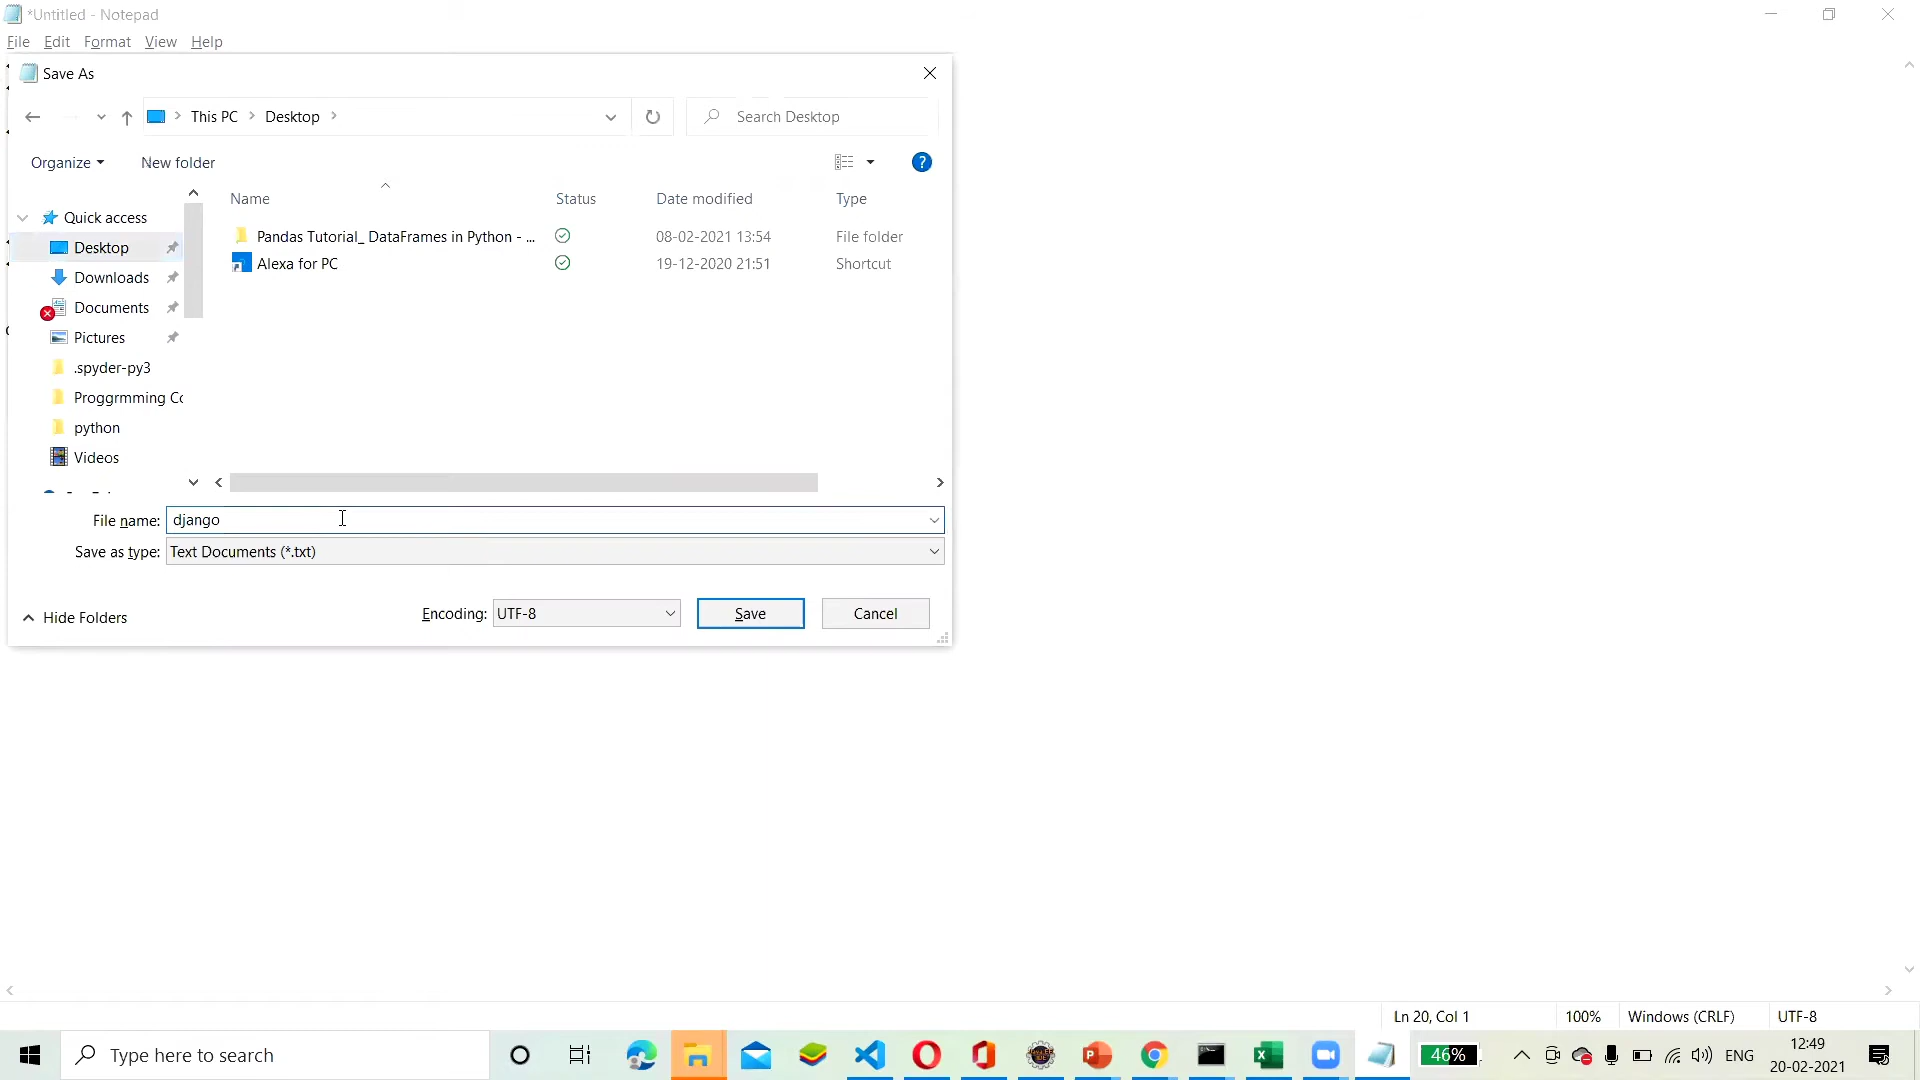 *Untitled - Notepad
File Edit Format View Help
Save As
This PC Desktop
Search Desktop
Organize New folder
Name Status Date modified Type
Quick access
Desktop
Downloads
Documents
Pictures
.spyder-py3
Proggrmming Co
python
Videos
Pandas Tutorial_ DataFrames in Python - ... 08-02-2021 13:54 File folder
Alexa for PC 19-12-2020 21:51 Shortcut
File name: django
Save as type: Text Documents (*.txt)
Hide Folders Encoding: UTF-8 Save Cancel
Ln 20, Col 1 100% Windows (CRLF) UTF-8
Type here to search
46%
ENG
12:49
20-02-2021